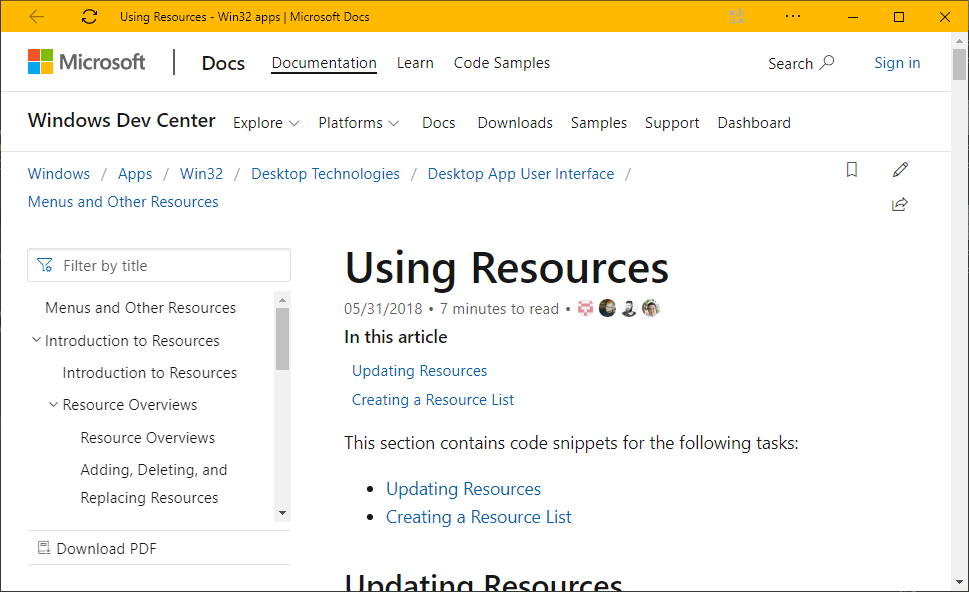 Using Resources - Win32 apps | Microsoft Docs
Microsoft Docs Documentation Learn Code Samples Search Sign in
Windows Dev Center Explore Platforms Docs Downloads Samples Support Dashboard
Windows / Apps / Win32 / Desktop Technologies / Desktop App User Interface /
Menus and Other Resources
Filter by title
Menus and Other Resources
Introduction to Resources
Introduction to Resources
Resource Overviews
Resource Overviews
Adding, Deleting, and
Replacing Resources
Download PDF
Using Resources
05/31/2018 • 7 minutes to read •
In this article
Updating Resources
Creating a Resource List
This section contains code snippets for the following tasks:
• Updating Resources
• Creating a Resource List
Updating Resources